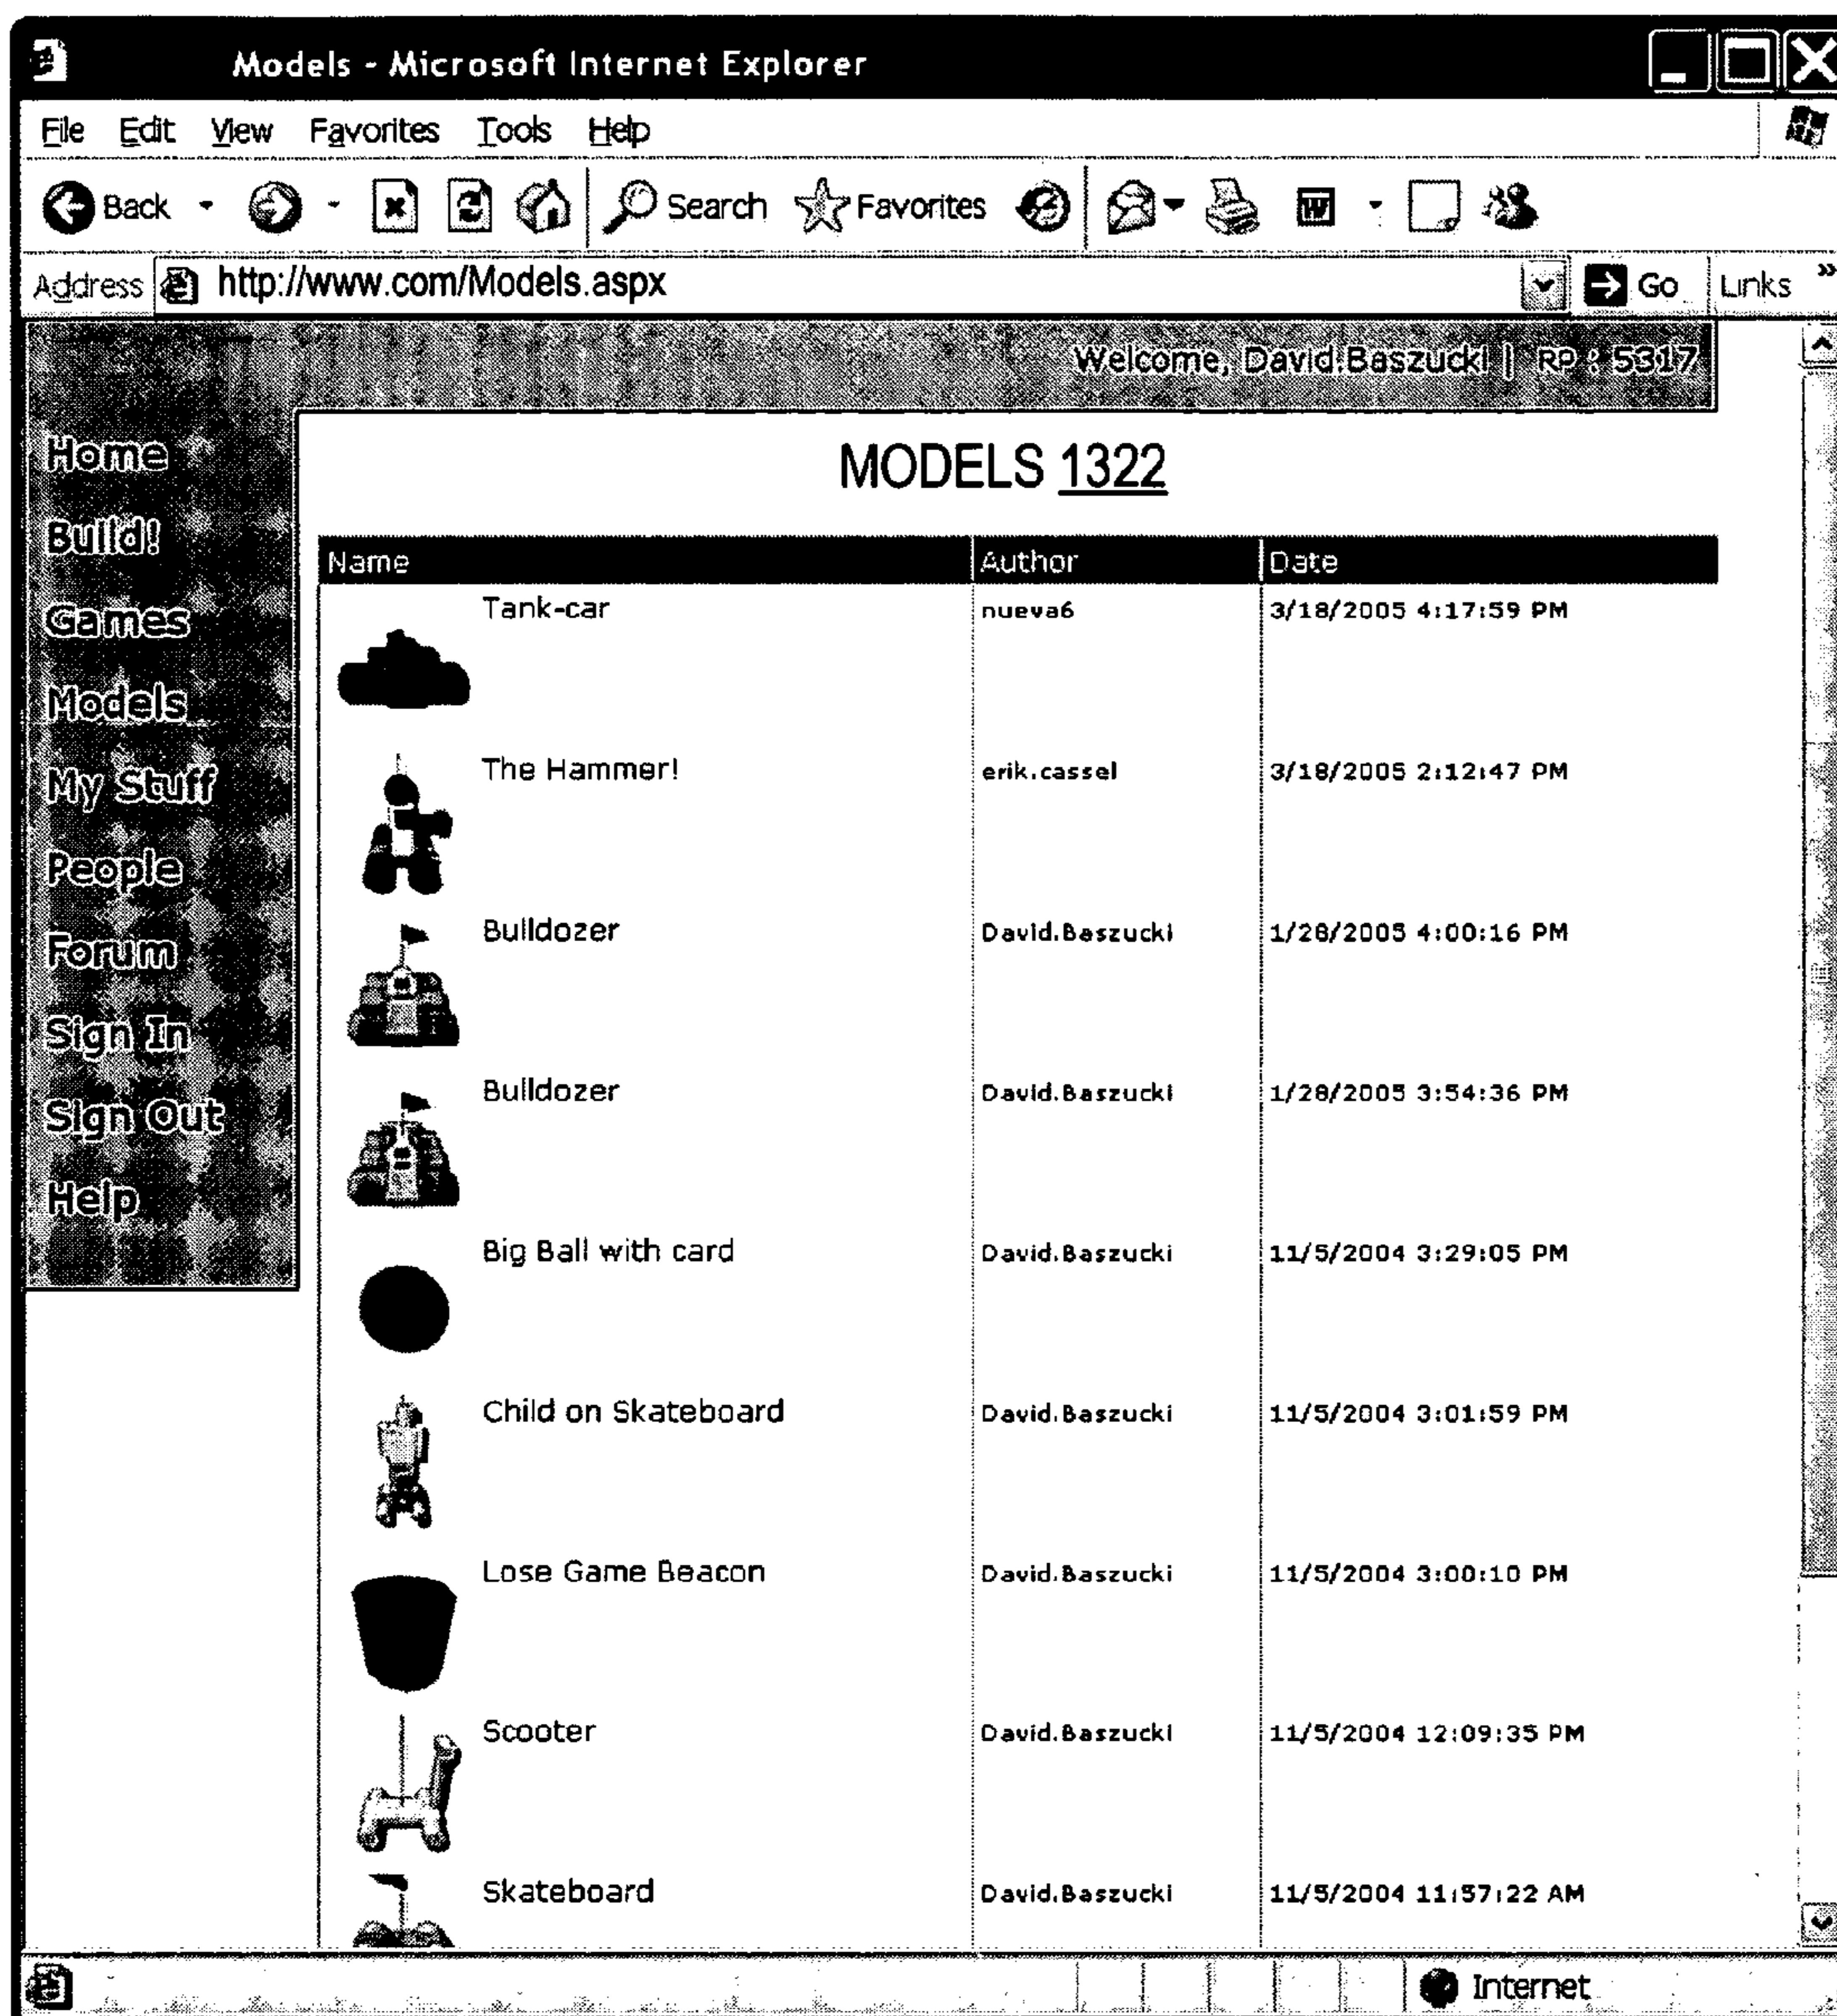 Models - Microsoft Internet Explorer
File Edit View Favorites Tools Help
Back Search Favorites
Address http://www.com/Models.aspx Go Links »
Welcome, David.Baszucki | RP : 5317
Home
Build!
Games
Models
My Stuff
People
Forum
Sign In
Sign Out
Help
MODELS 1322
Name Author Date
Tank-car nueva6 3/18/2005 4:17:59 PM
The Hammer! erik.cassel 3/18/2005 2:12:47 PM
Bulldozer David.Baszucki 1/28/2005 4:00:16 PM
Bulldozer David.Baszucki 1/28/2005 3:54:36 PM
Big Ball with card David.Baszucki 11/5/2004 3:29:05 PM
Child on Skateboard David.Baszucki 11/5/2004 3:01:59 PM
Lose Game Beacon David.Baszucki 11/5/2004 3:00:10 PM
Scooter David.Baszucki 11/5/2004 12:09:35 PM
Skateboard David.Baszucki 11/5/2004 11:57:22 AM
Internet